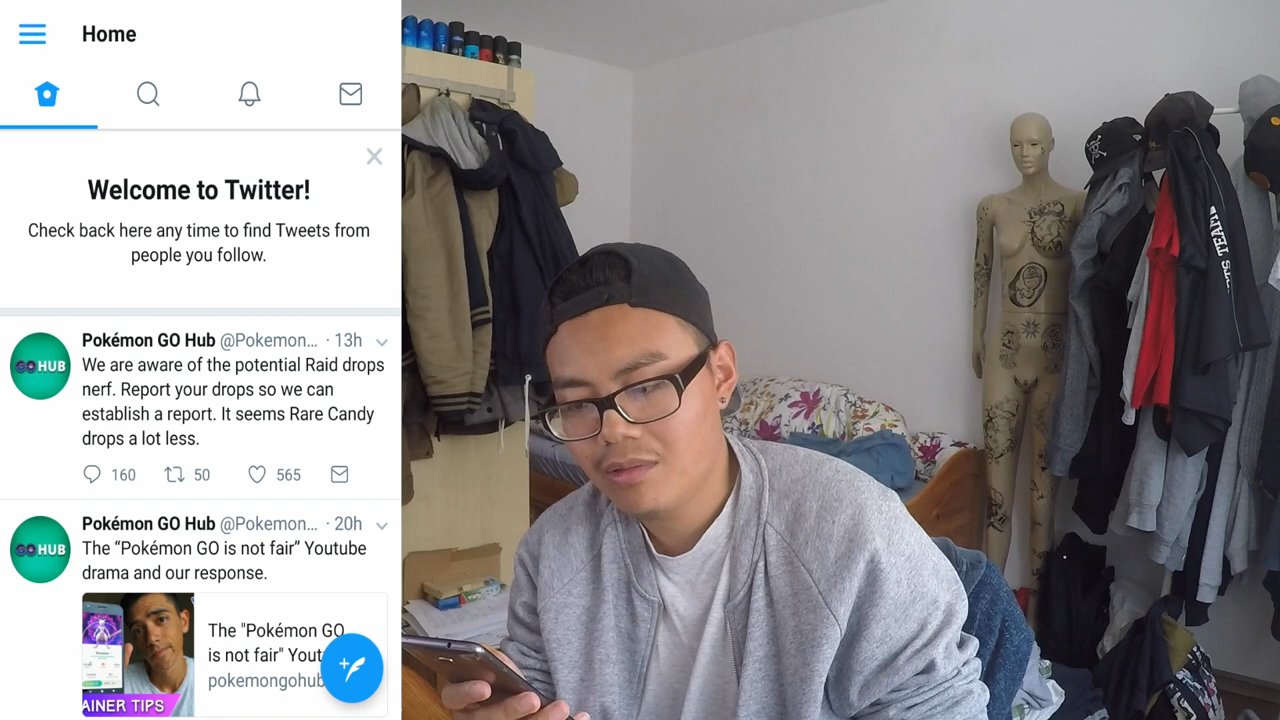 Home
Welcome to Twitter!
Check back here any time to find Tweets from
people you follow.
Pokémon GO Hub @Pokemon... · 13h
GO HUB
We are aware of the potential Raid drops
nerf. Report your drops so we can
establish a report. It seems Rare Candy
drops a lot less.
160 50 565
Pokémon GO Hub @Pokemon... · 20h
GO HUB
The “Pokémon GO is not fair” Youtube
drama and our response.
The "Pokémon GO
is not fair" Yout
pokemongohub
AINER TIPS